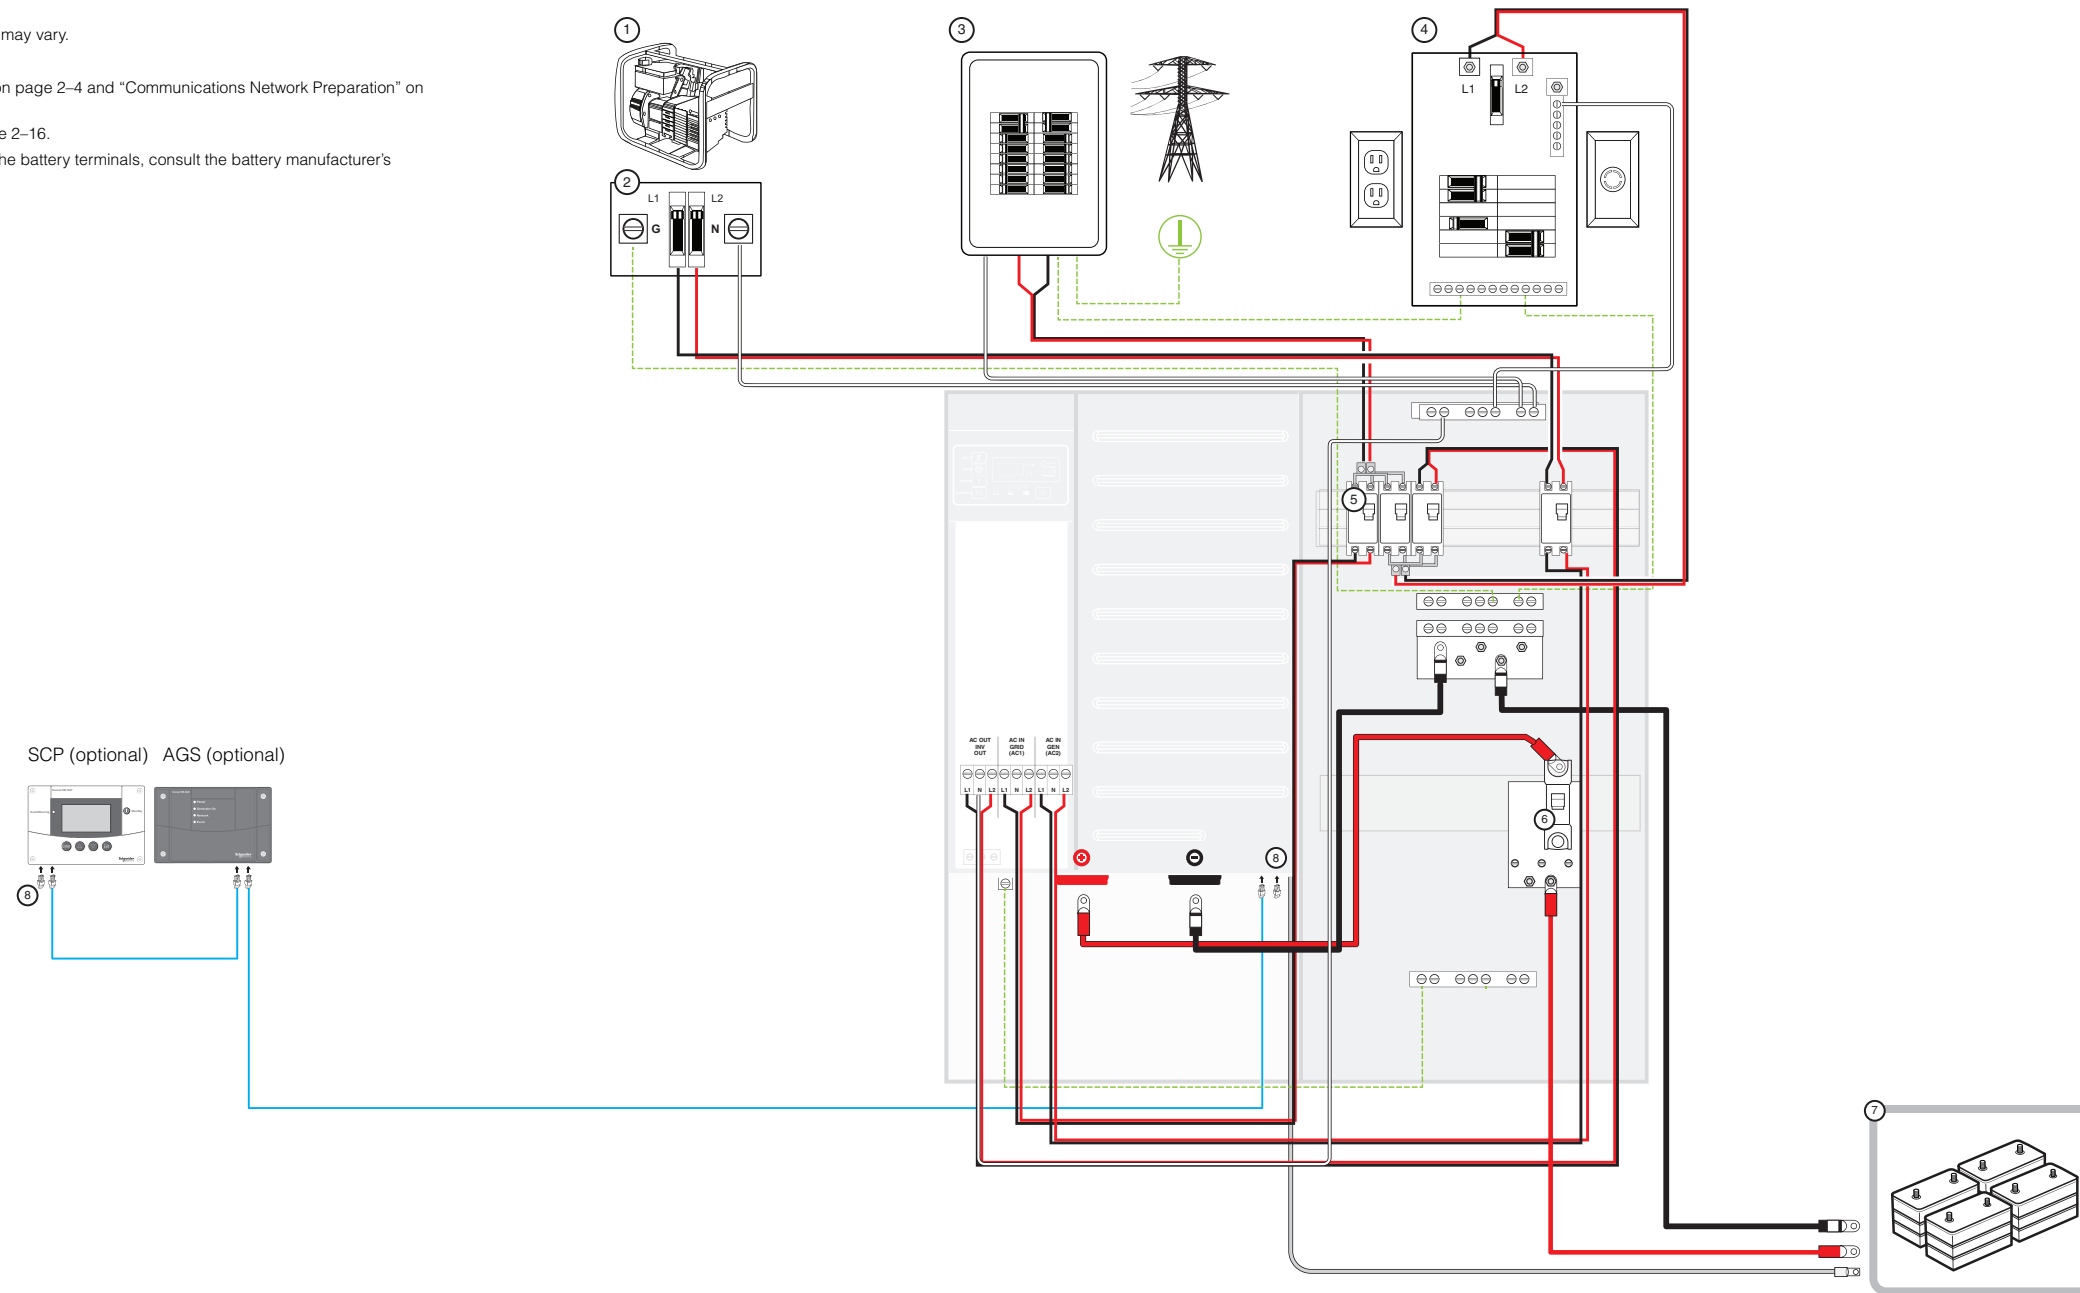 may vary.
n page 2–4 and “Communications Network Preparation” on
e 2–16.
he battery terminals, consult the battery manufacturer’s
1
3
4
L1 L2
2
L1 L2
G N
5
SCP (optional) AGS (optional)
AC OUT
INV
OUT
AC IN
GRID
(AC1)
AC IN
GEN
(AC2)
L1 N L2 L1 N L2 L1 N L2
6
8
8
7